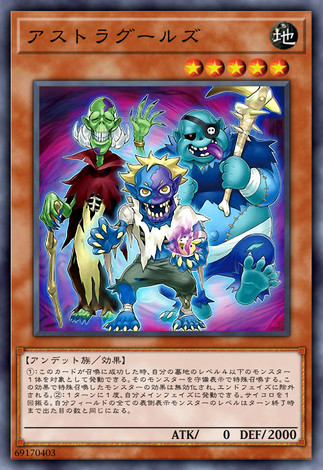 アストラグールズ
地
【アンデット族／効果】
①：このカードが召喚に成功した時、自分の墓地のレベル４以下のモンスター
１体を対象として発動できる。そのモンスターを守備表示で特殊召喚する。こ
の効果で特殊召喚したモンスターの効果は無効化され、エンドフェイズに除外
される。②：１ターンに１度、自分メインフェイズに発動できる。サイコロを１
回振る。自分フィールドの全ての表側表示モンスターのレベルはターン終了時
まで出た目の数と同じになる。
ATK/ 0 DEF/2000
69170403